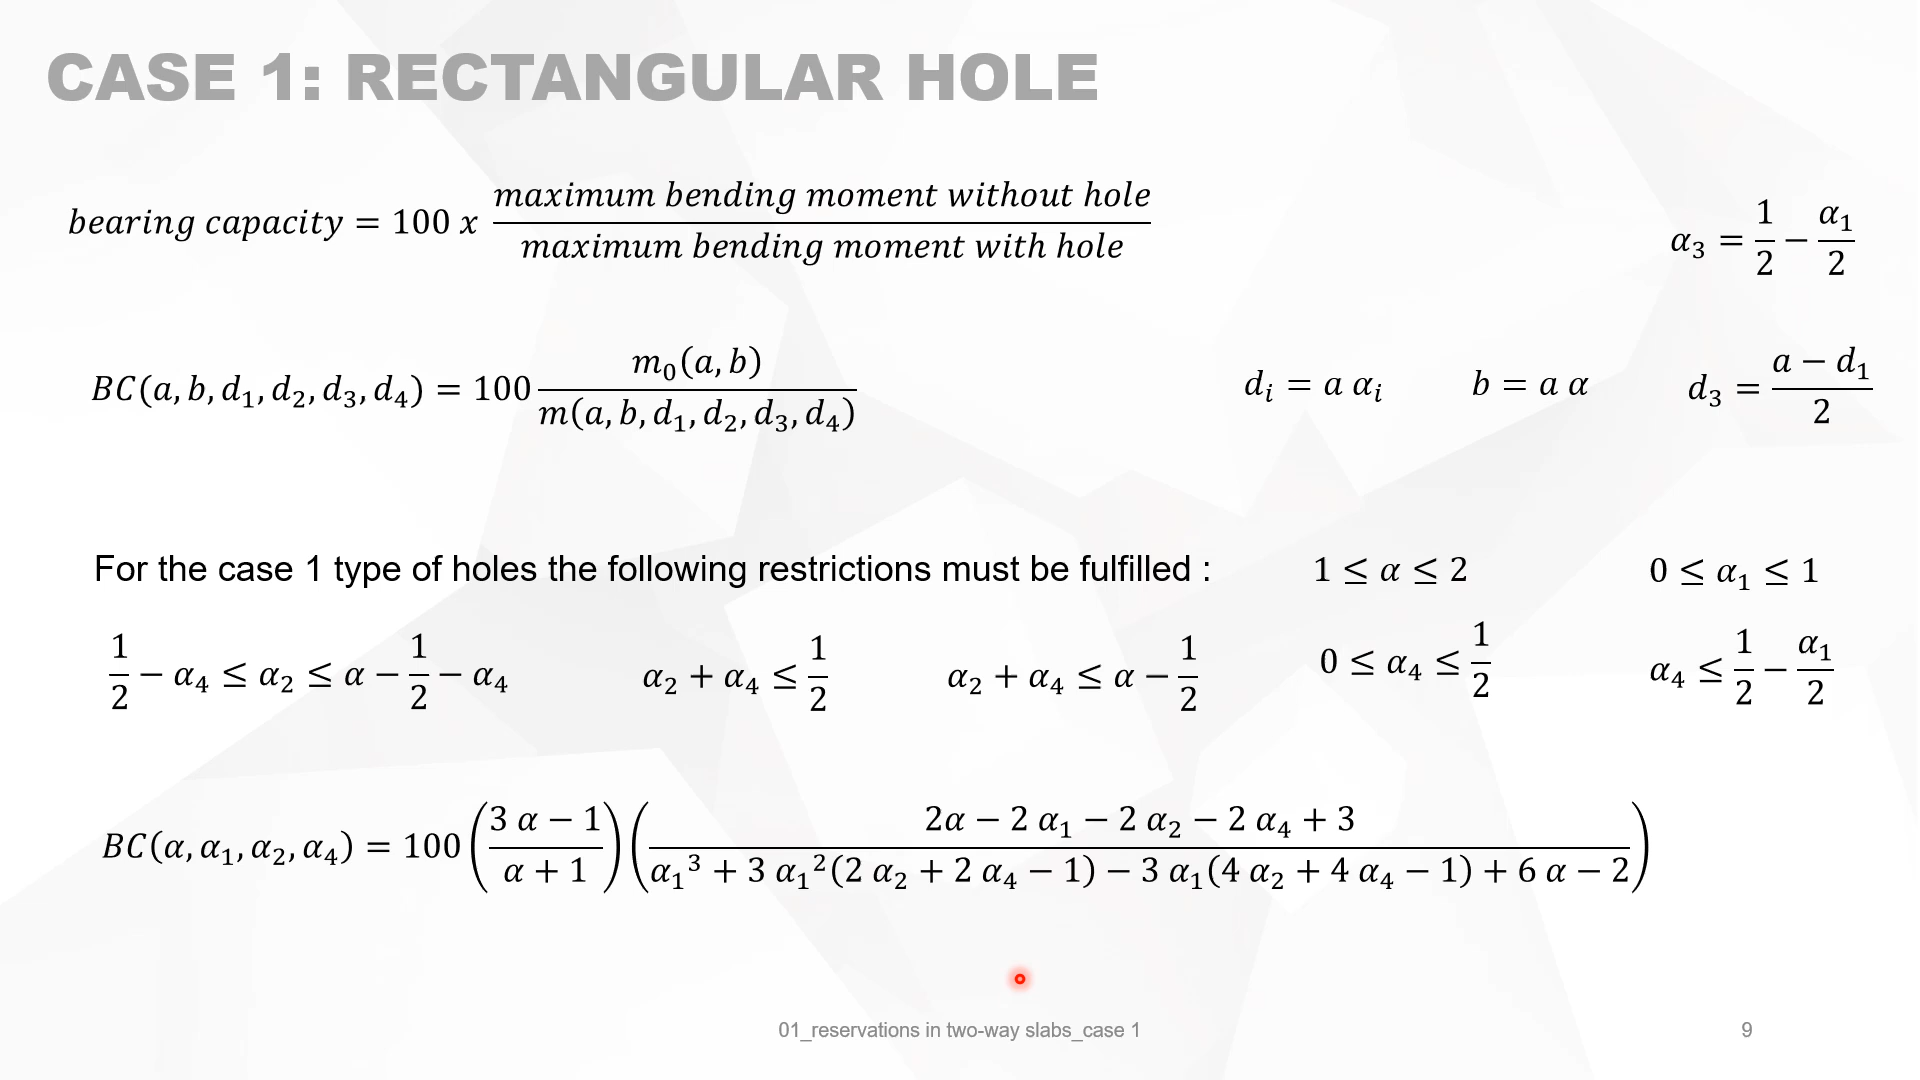 CASE 1: RECTANGULAR HOLE
𝑏𝑒𝑎𝑟𝑖𝑛𝑔 𝑐𝑎𝑝𝑎𝑐𝑖𝑡𝑦 = 100 𝑥 𝑚𝑎𝑥𝑖𝑚𝑢𝑚 𝑏𝑒𝑛𝑑𝑖𝑛𝑔 𝑚𝑜𝑚𝑒𝑛𝑡 𝑤𝑖𝑡ℎ𝑜𝑢𝑡 ℎ𝑜𝑙𝑒 / 𝑚𝑎𝑥𝑖𝑚𝑢𝑚 𝑏𝑒𝑛𝑑𝑖𝑛𝑔 𝑚𝑜𝑚𝑒𝑛𝑡 𝑤𝑖𝑡ℎ ℎ𝑜𝑙𝑒
α₃ = 1/2 − α₁/2
BC(a, b, d₁, d₂, d₃, d₄) = 100 m₀(a, b) / m(a, b, d₁, d₂, d₃, d₄)
dᵢ = a αᵢ
b = a α
d₃ = (a − d₁)/2
For the case 1 type of holes the following restrictions must be fulfilled :
1 ≤ α ≤ 2
0 ≤ α₁ ≤ 1
1/2 − α₄ ≤ α₂ ≤ α − 1/2 − α₄
α₂ + α₄ ≤ 1/2
α₂ + α₄ ≤ α − 1/2
0 ≤ α₄ ≤ 1/2
α₄ ≤ 1/2 − α₁/2
BC(α, α₁, α₂, α₄) = 100 ((3 α − 1)/(α + 1)) ((2α − 2 α₁ − 2 α₂ − 2 α₄ + 3)/(α₁³ + 3 α₁²(2 α₂ + 2 α₄ − 1) − 3 α₁(4 α₂ + 4 α₄ − 1) + 6 α − 2))
01_reservations in two-way slabs_case 1
9